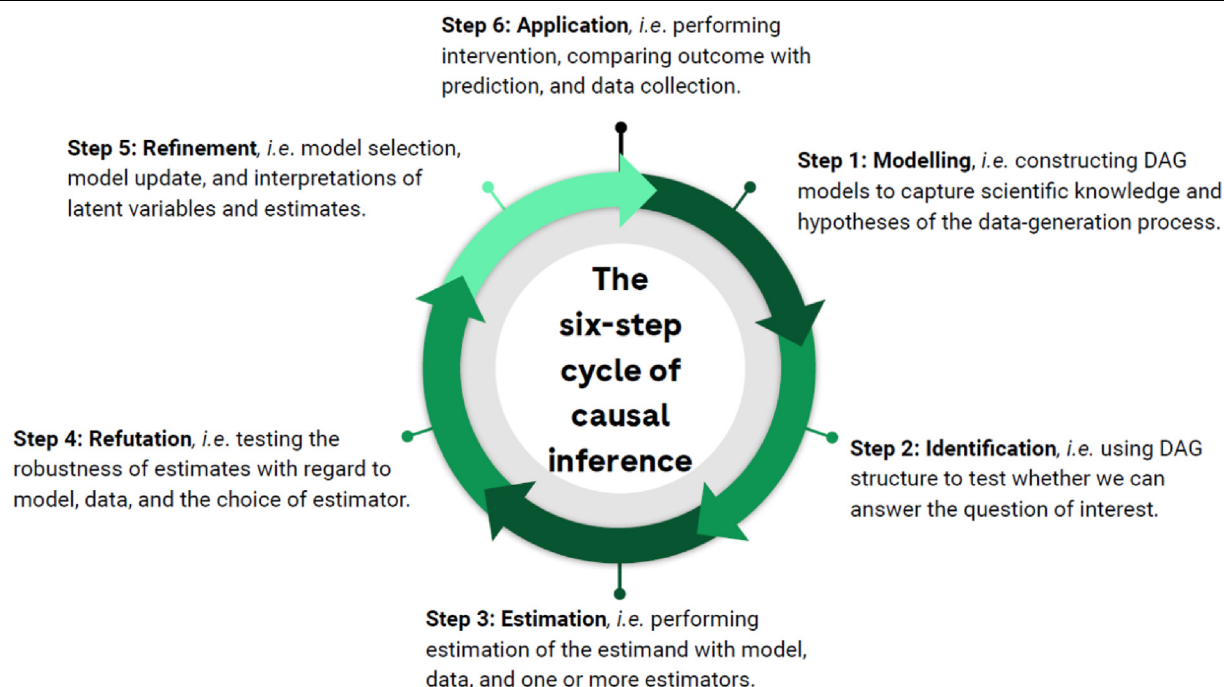 Step 6: Application, i.e. performing
intervention, comparing outcome with
prediction, and data collection.
Step 5: Refinement, i.e. model selection,
model update, and interpretations of
latent variables and estimates.
Step 1: Modelling, i.e. constructing DAG
models to capture scientific knowledge and
hypotheses of the data-generation process.
The
six-step
cycle of
causal
inference
Step 4: Refutation, i.e. testing the
robustness of estimates with regard to
model, data, and the choice of estimator.
Step 2: Identification, i.e. using DAG
structure to test whether we can
answer the question of interest.
Step 3: Estimation, i.e. performing
estimation of the estimand with model,
data, and one or more estimators.